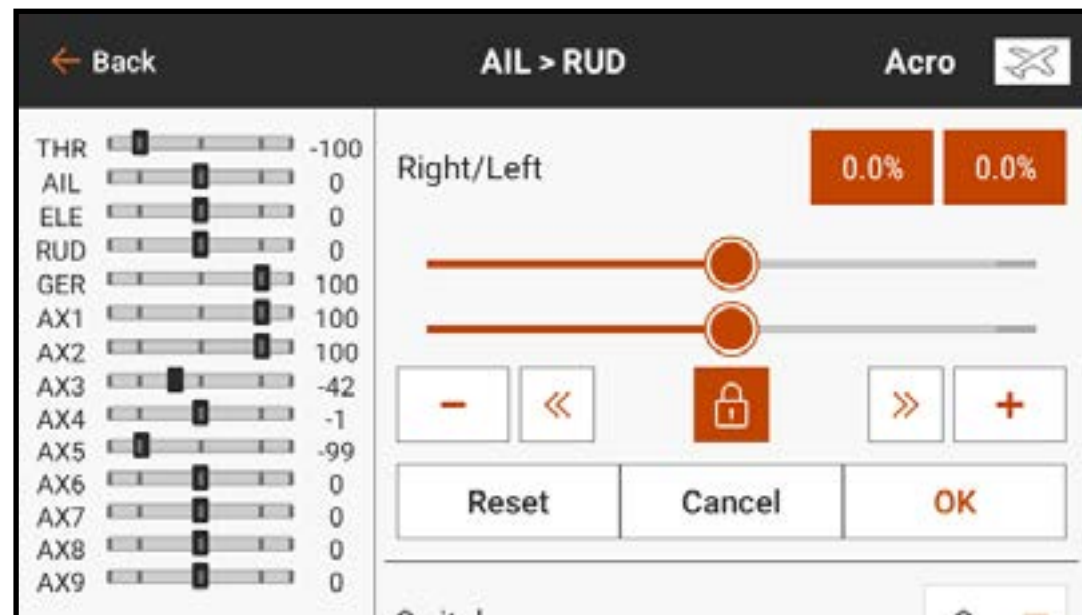 Back AIL > RUD Acro
THR -100
AIL 0
ELE 0
RUD 0
GER 100
AX1 100
AX2 100
AX3 -42
AX4 -1
AX5 -99
AX6 0
AX7 0
AX8 0
AX9 0
Right/Left 0.0% 0.0%
Reset Cancel OK